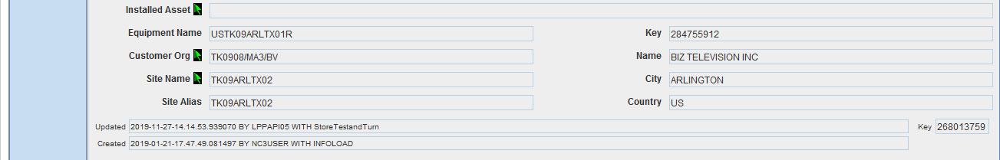 Installed Asset
Equipment Name USTK09ARLTX01R Key 284755912
Customer Org TK0908/MA3/BV Name BIZ TELEVISION INC
Site Name TK09ARLTX02 City ARLINGTON
Site Alias TK09ARLTX02 Country US
Updated 2019-11-27-14.14.53.939070 BY LPPAPI05 WITH StoreTestandTurn Key 268013759
Created 2019-01-21-17.47.49.081497 BY NC3USER WITH INFOLOAD